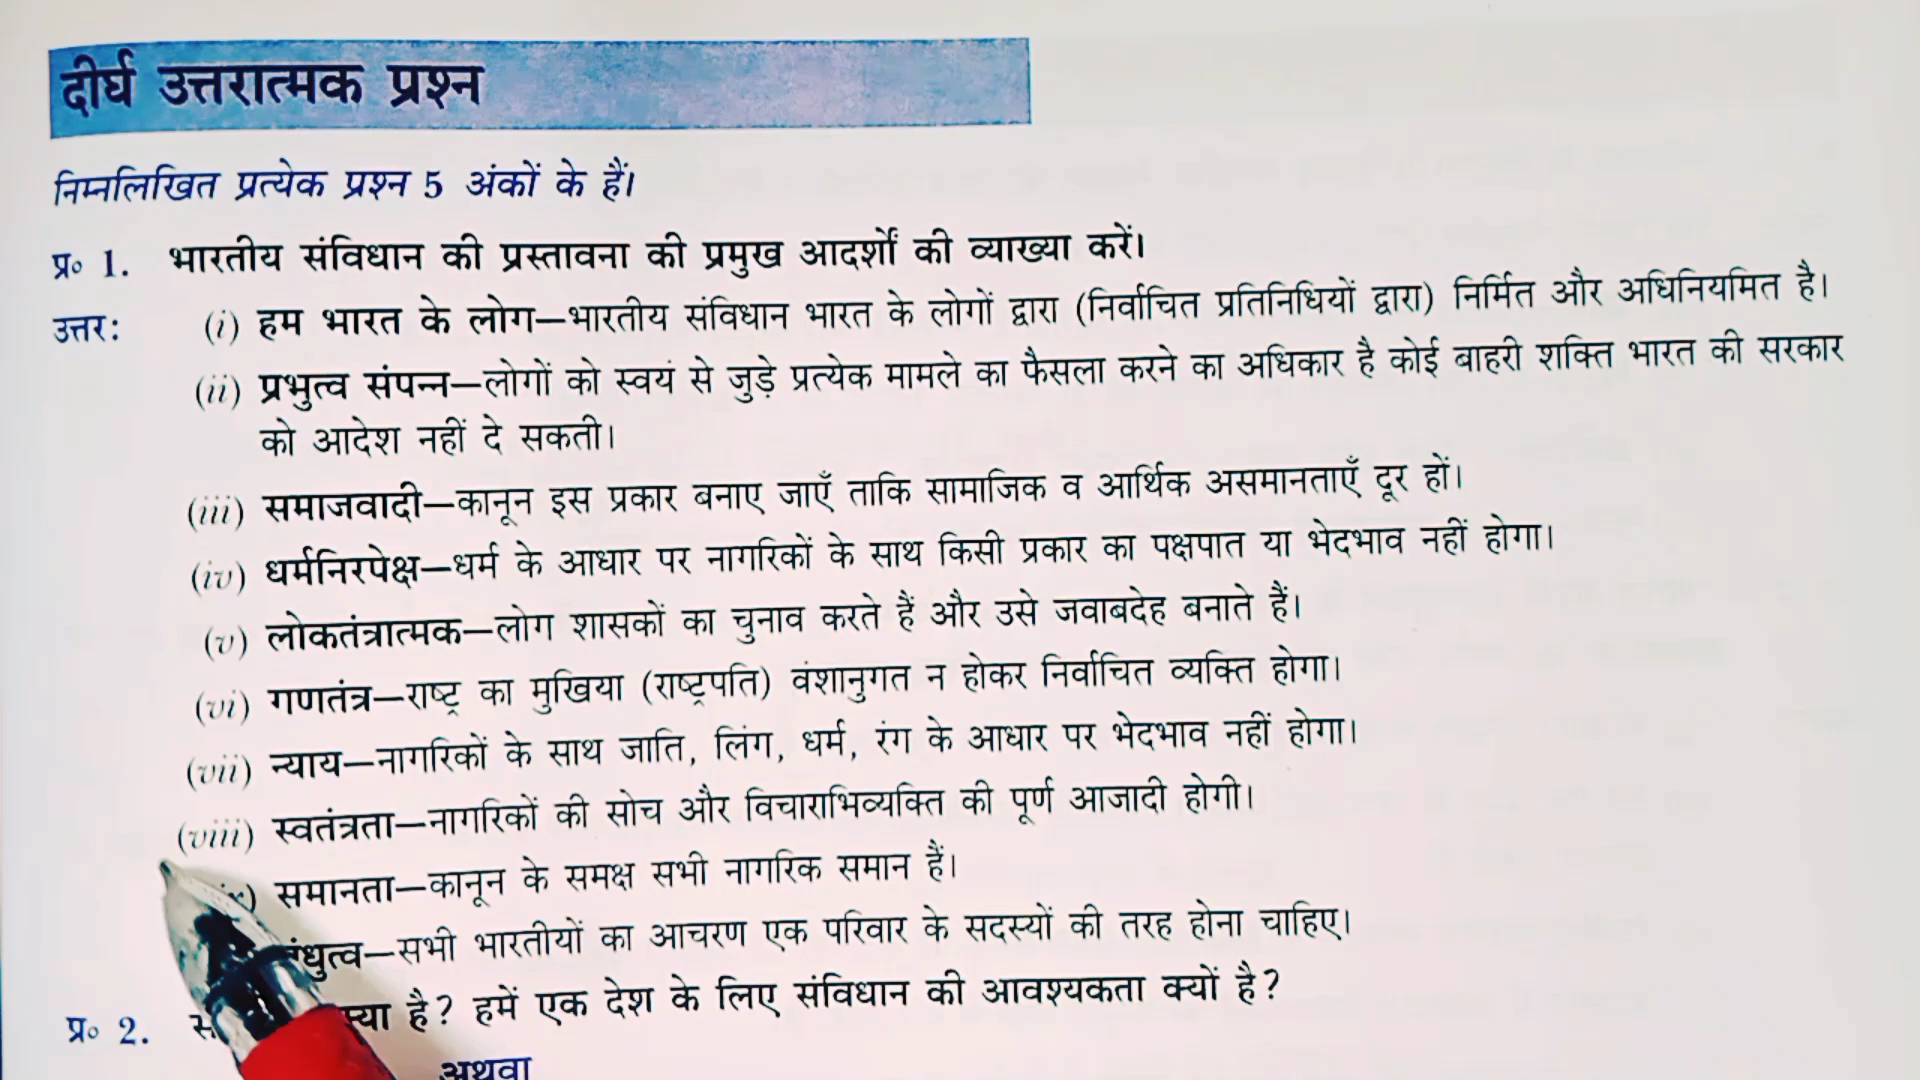 दीर्घ उत्तरात्मक प्रश्न
निम्नलिखित प्रत्येक प्रश्न 5 अंकों के हैं।
प्र॰ 1. भारतीय संविधान की प्रस्तावना की प्रमुख आदर्शों की व्याख्या करें।
उत्तर: (i) हम भारत के लोग—भारतीय संविधान भारत के लोगों द्वारा (निर्वाचित प्रतिनिधियों द्वारा) निर्मित और अधिनियमित है।
(ii) प्रभुत्व संपन्न—लोगों को स्वयं से जुड़े प्रत्येक मामले का फैसला करने का अधिकार है कोई बाहरी शक्ति भारत की सरकार
को आदेश नहीं दे सकती।
(iii) समाजवादी—कानून इस प्रकार बनाए जाएँ ताकि सामाजिक व आर्थिक असमानताएँ दूर हों।
(iv) धर्मनिरपेक्ष—धर्म के आधार पर नागरिकों के साथ किसी प्रकार का पक्षपात या भेदभाव नहीं होगा।
(v) लोकतंत्रात्मक—लोग शासकों का चुनाव करते हैं और उसे जवाबदेह बनाते हैं।
(vi) गणतंत्र—राष्ट्र का मुखिया (राष्ट्रपति) वंशानुगत न होकर निर्वाचित व्यक्ति होगा।
(vii) न्याय—नागरिकों के साथ जाति, लिंग, धर्म, रंग के आधार पर भेदभाव नहीं होगा।
(viii) स्वतंत्रता—नागरिकों की सोच और विचाराभिव्यक्ति की पूर्ण आजादी होगी।
समानता—कानून के समक्ष सभी नागरिक समान हैं।
—सभी भारतीयों का आचरण एक परिवार के सदस्यों की तरह होना चाहिए।
प्र॰ 2. है? हमें एक देश के लिए संविधान की आवश्यकता क्यों है?
अथवा